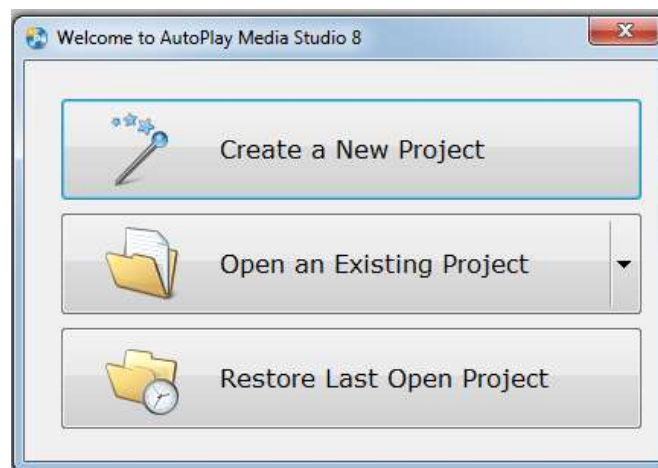 Welcome to AutoPlay Media Studio 8
Create a New Project
Open an Existing Project
Restore Last Open Project